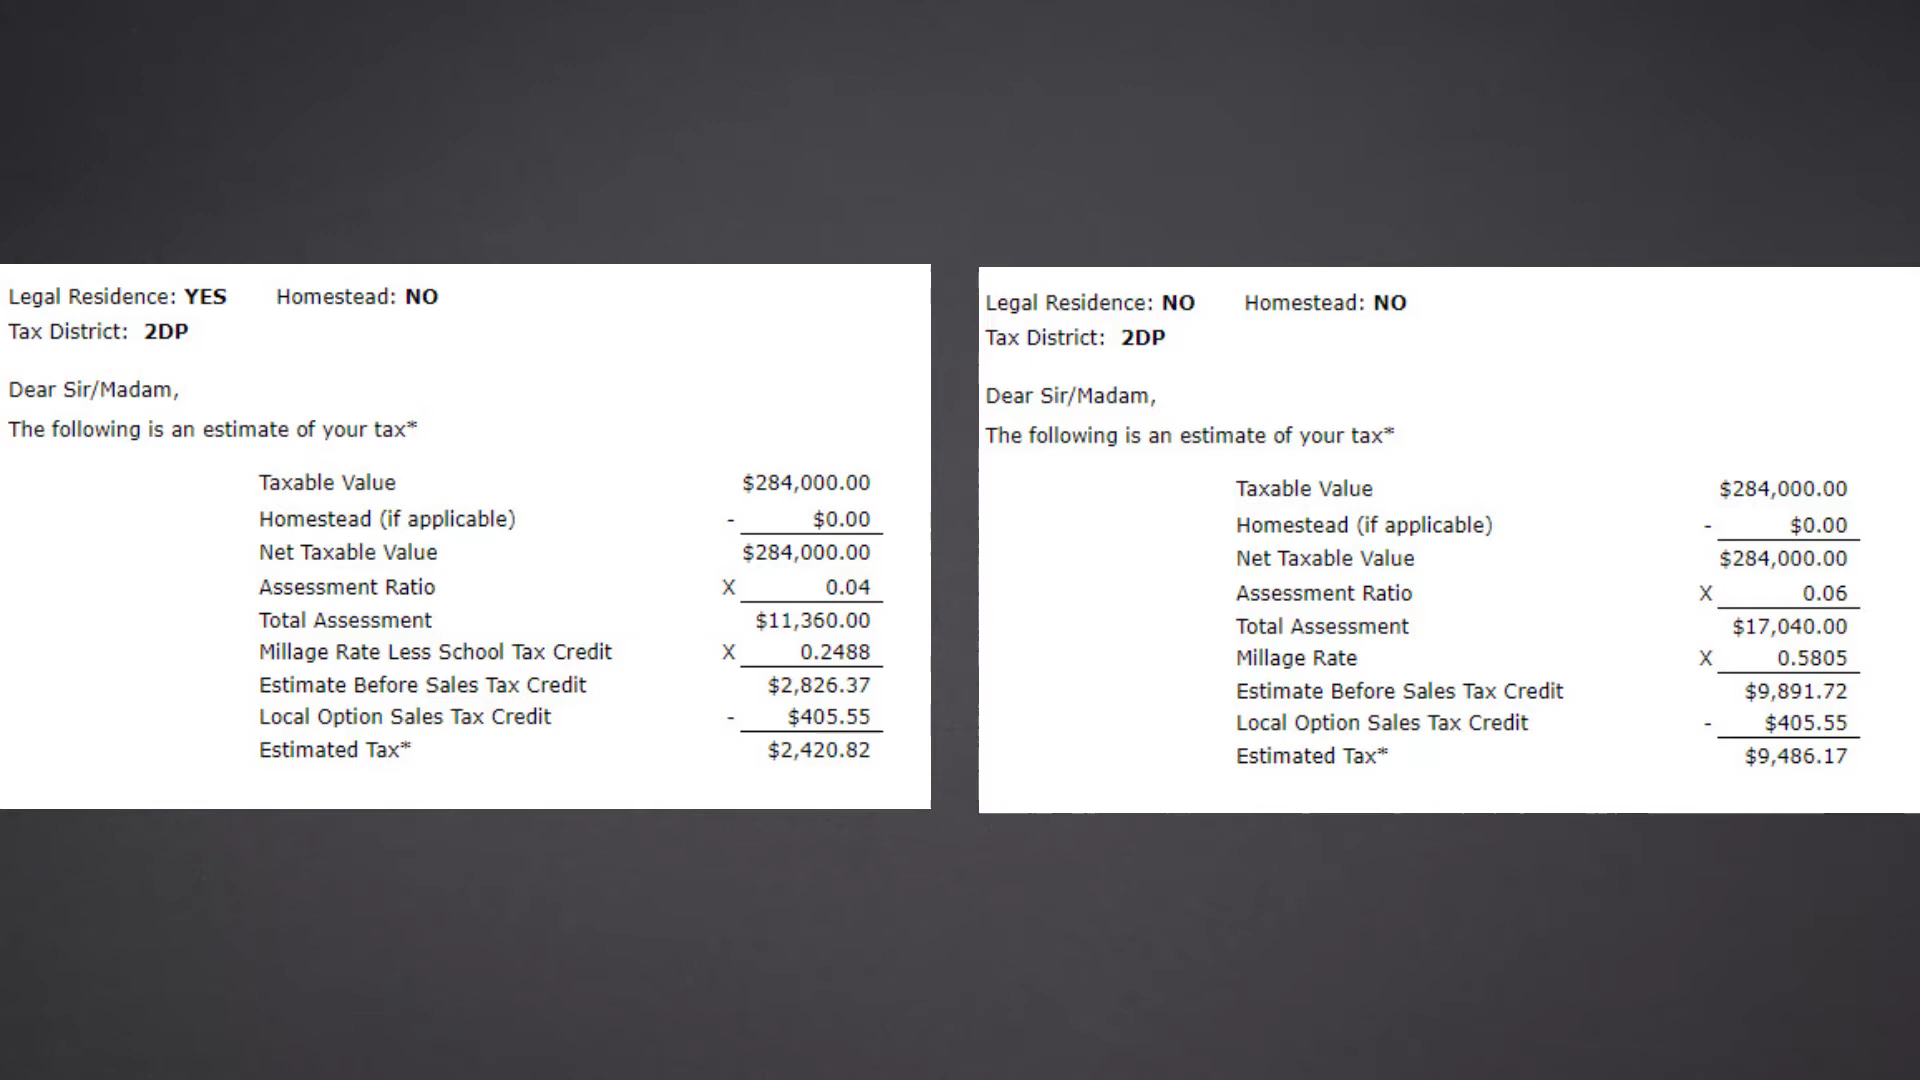 Legal Residence: YES Homestead: NO
Tax District: 2DP
Dear Sir/Madam,
The following is an estimate of your tax*
Taxable Value $284,000.00
Homestead (if applicable) - $0.00
Net Taxable Value $284,000.00
Assessment Ratio X 0.04
Total Assessment $11,360.00
Millage Rate Less School Tax Credit X 0.2488
Estimate Before Sales Tax Credit $2,826.37
Local Option Sales Tax Credit - $405.55
Estimated Tax* $2,420.82
Legal Residence: NO Homestead: NO
Tax District: 2DP
Dear Sir/Madam,
The following is an estimate of your tax*
Taxable Value $284,000.00
Homestead (if applicable) - $0.00
Net Taxable Value $284,000.00
Assessment Ratio X 0.06
Total Assessment $17,040.00
Millage Rate X 0.5805
Estimate Before Sales Tax Credit $9,891.72
Local Option Sales Tax Credit - $405.55
Estimated Tax* $9,486.17